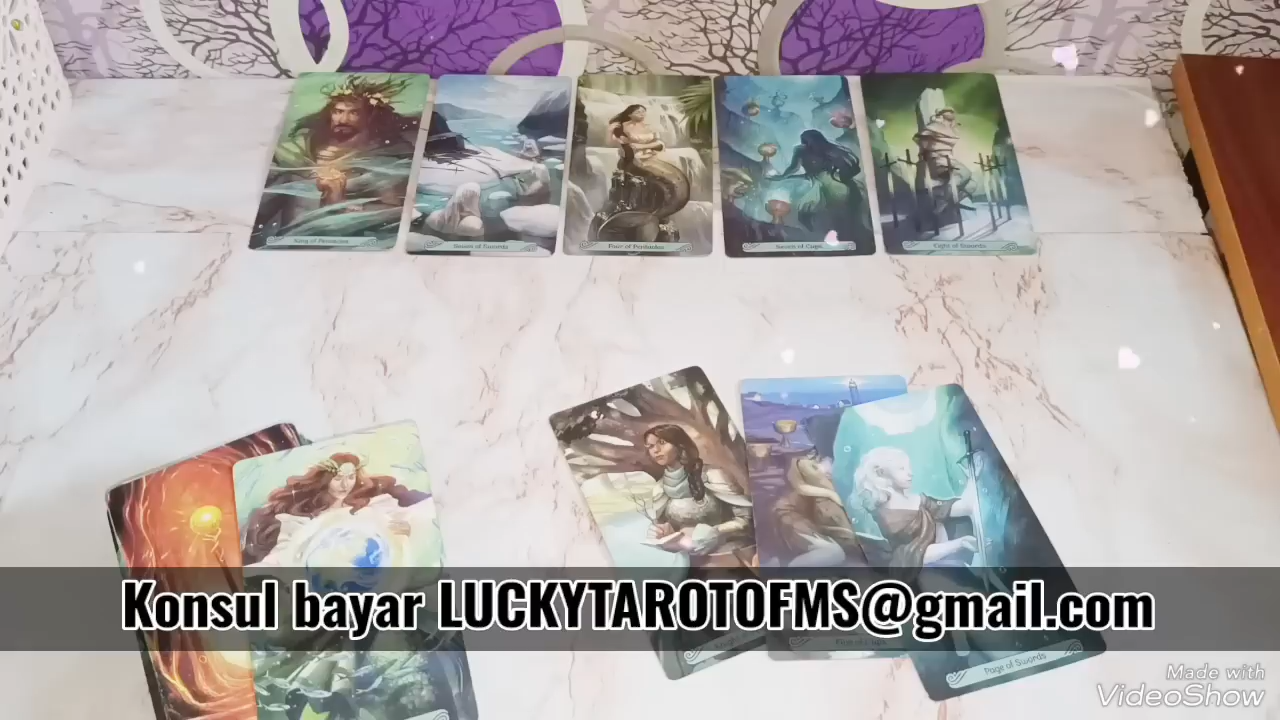 King of Pentacles
Seven of Swords
Four of Pentacles
Seven of Cups
Eight of Swords
Konsul bayar LUCKYTAROTOFMS@gmail.com
Page of Swords
Made with
VideoShow